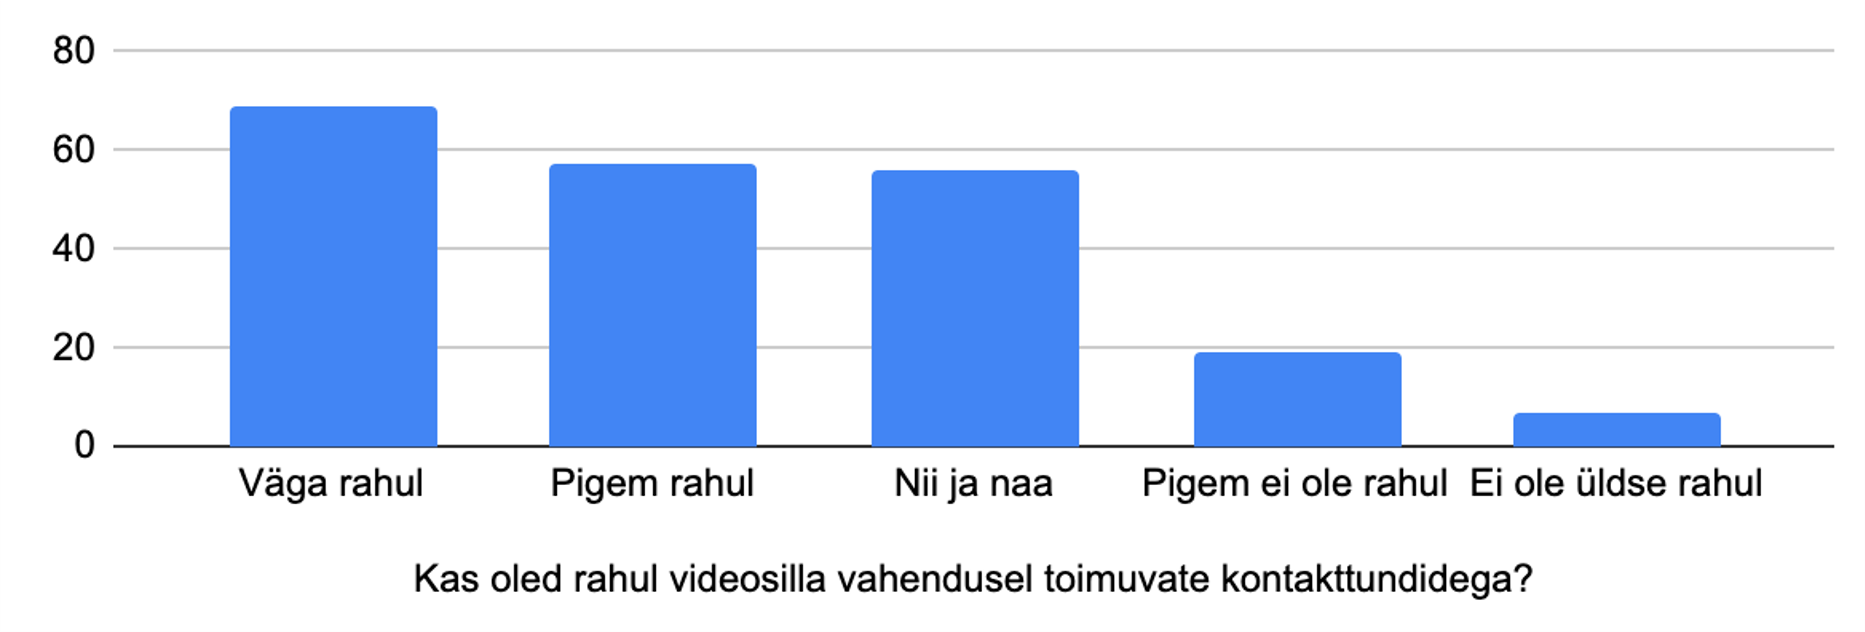 80
60
40
20
0
Väga rahul
Pigem rahul
Nii ja naa
Pigem ei ole rahul
Ei ole üldse rahul
Kas oled rahul videosilla vahendusel toimuvate kontakttundidega?